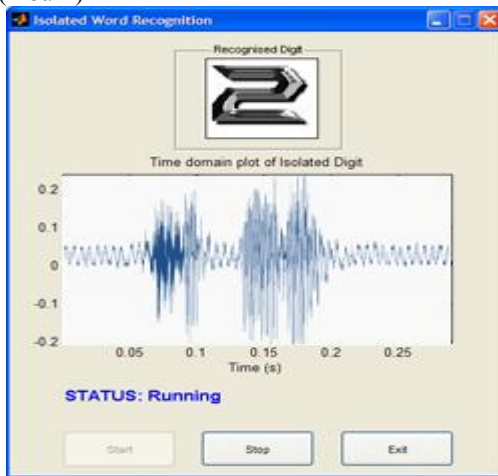 Isolated Word Recognition
Recognised Digit
2
Time domain plot of Isolated Digit
0.2
0.1
0
-0.1
-0.2
0.05 0.1 0.15 0.2 0.25
Time (s)
STATUS: Running
Start Stop Exit